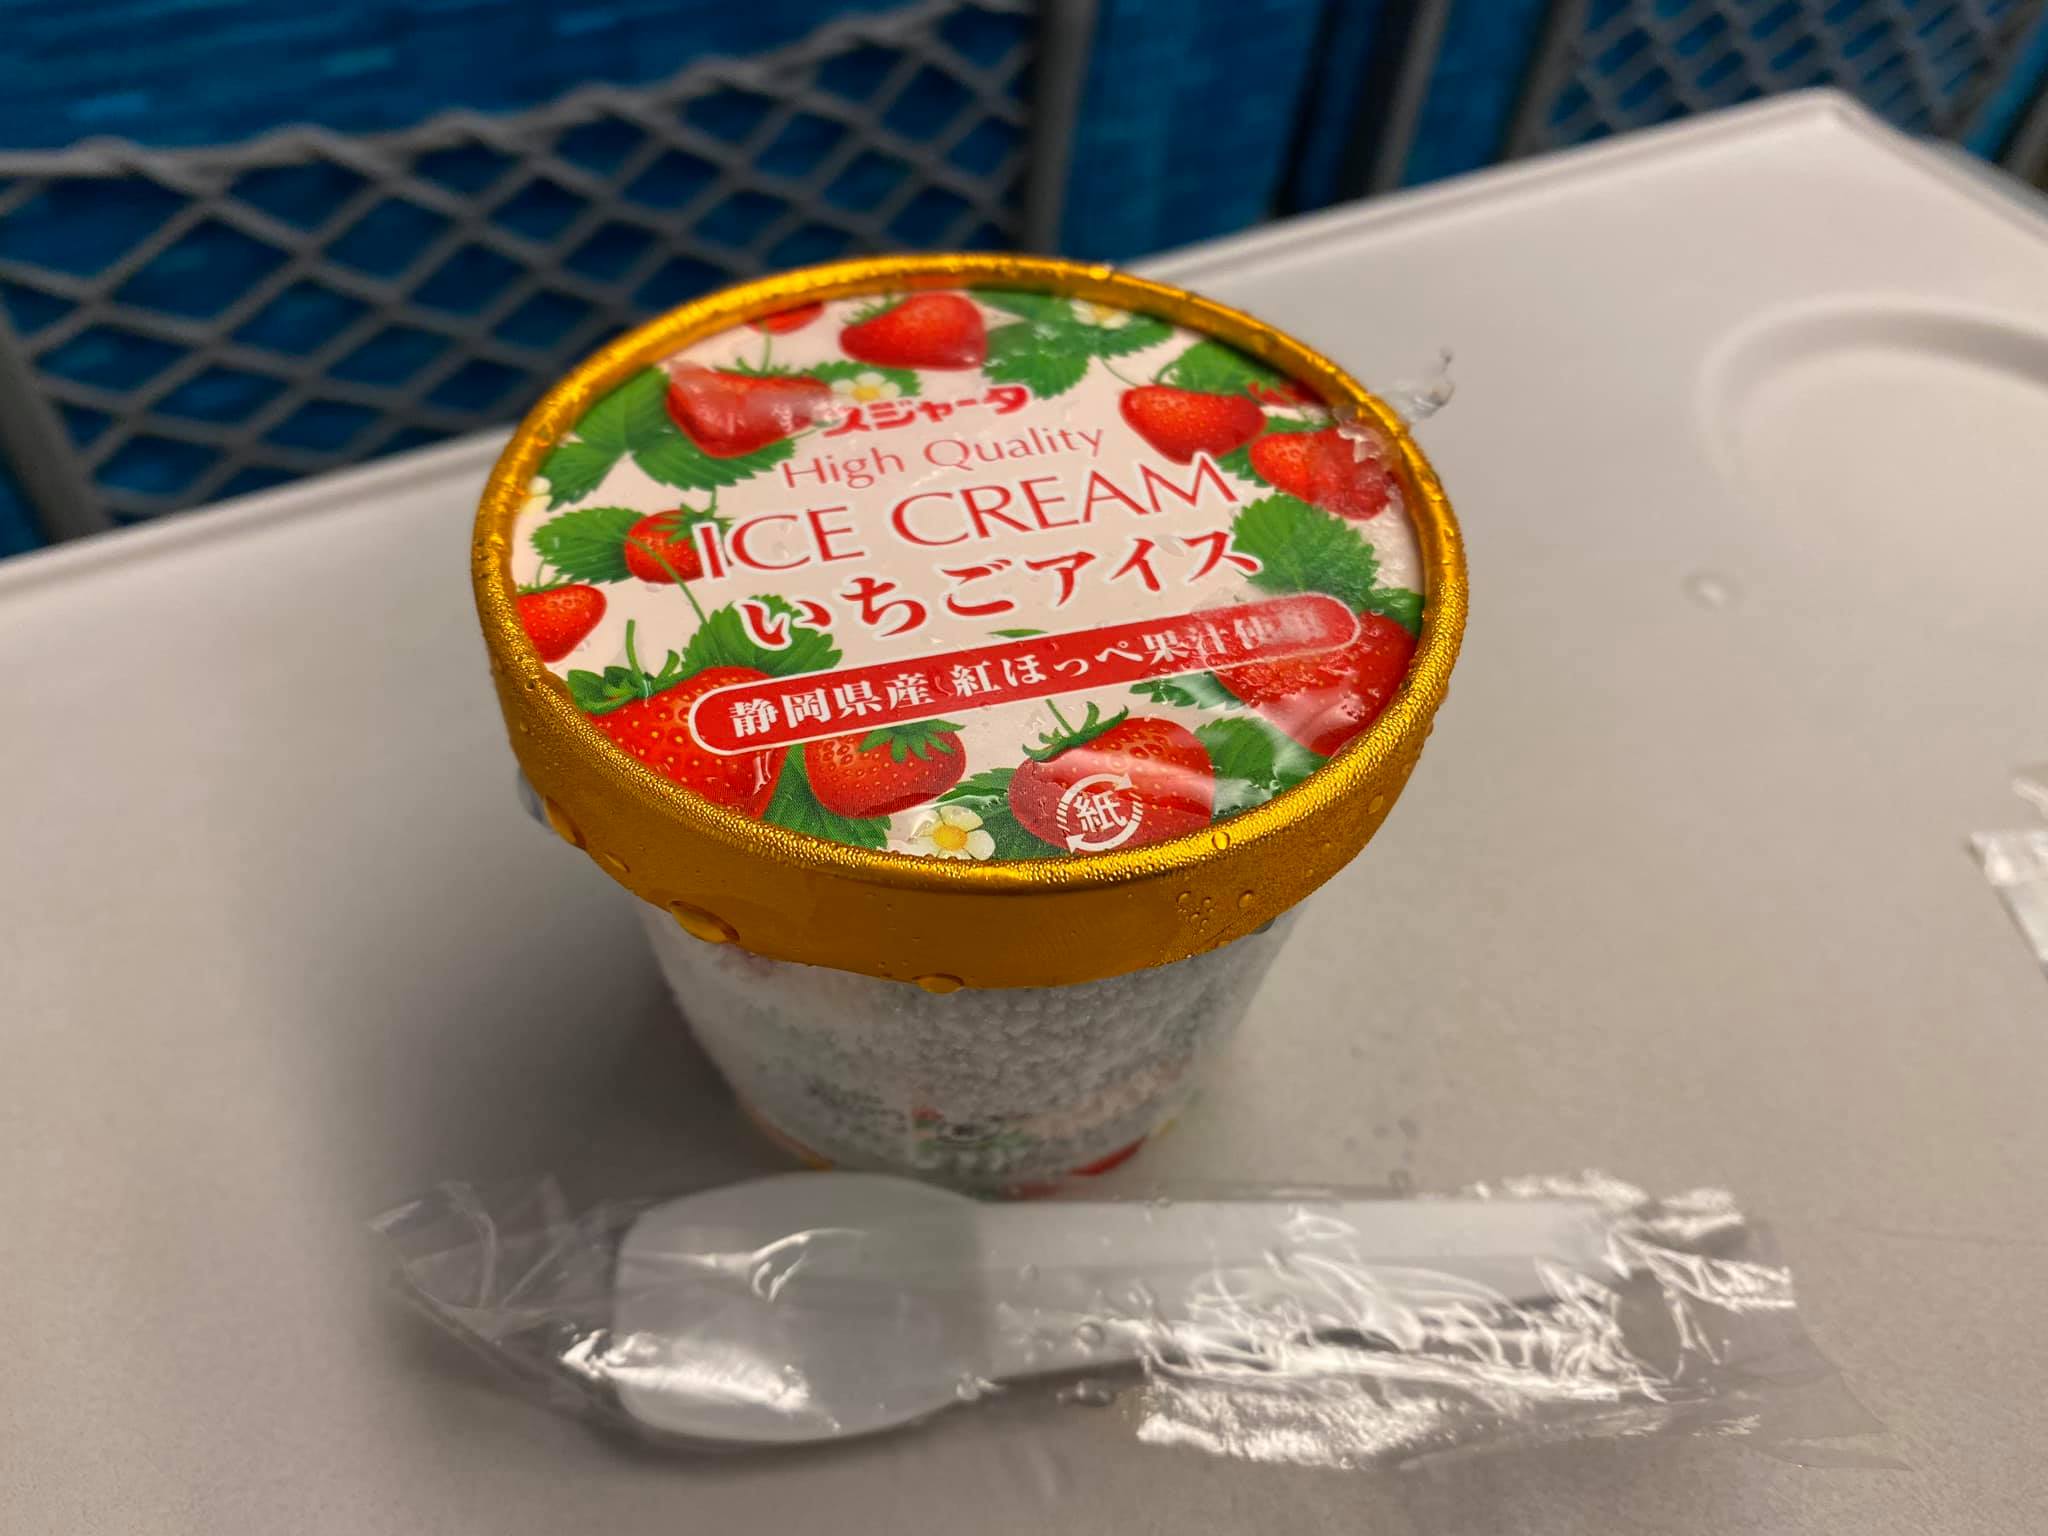 スジャータ
High Quality
ICE CREAM
いちごアイス
静岡県産 紅ほっぺ果汁使用
紙